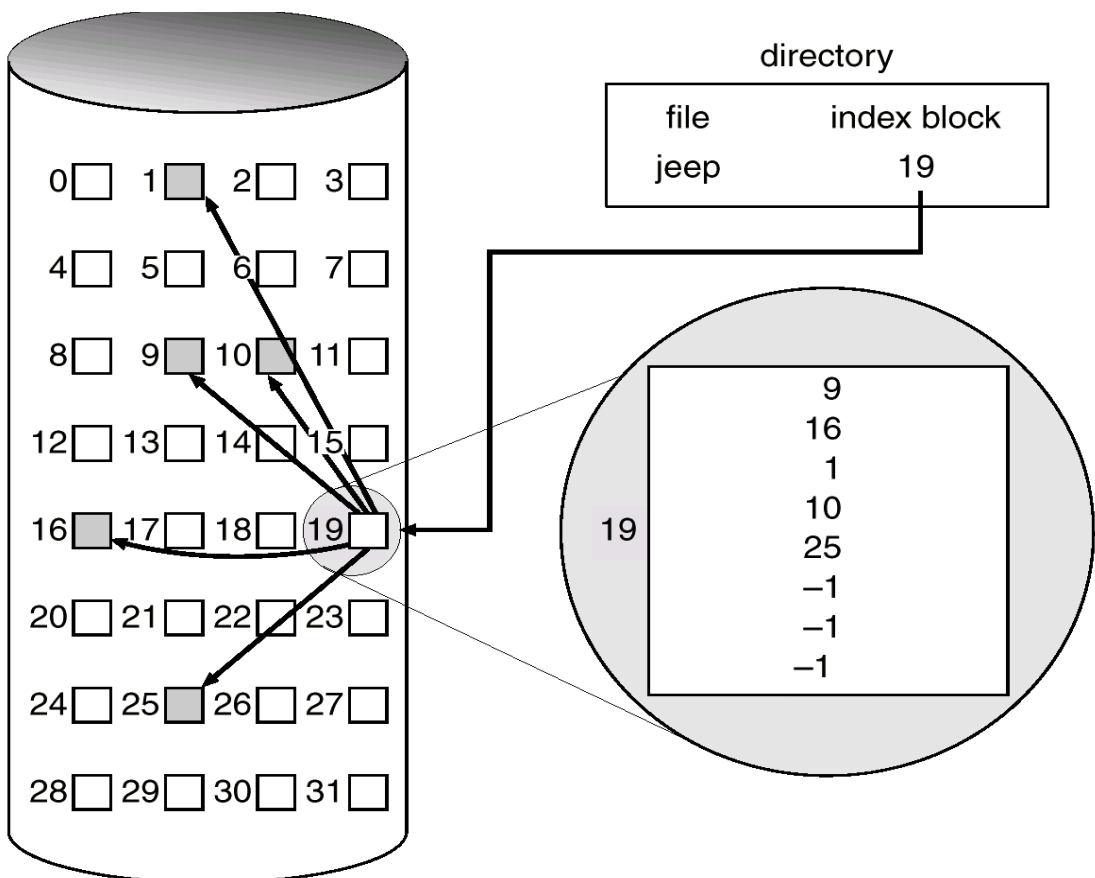 directory
file index block
jeep 19
0 1 2 3
4 5 6 7
8 9 10 11
12 13 14 15
16 17 18 19
20 21 22 23
24 25 26 27
28 29 30 31
19
9
16
1
10
25
–1
–1
–1